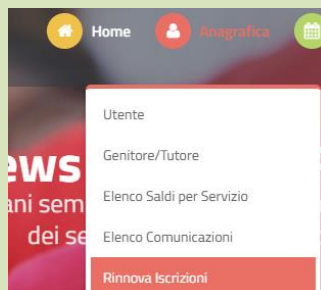 Home
Anagrafica
Utente
Genitore/Tutore
ews
Elenco Saldi per Servizio
ani sem
Elenco Comunicazioni
dei se
Rinnova Iscrizioni